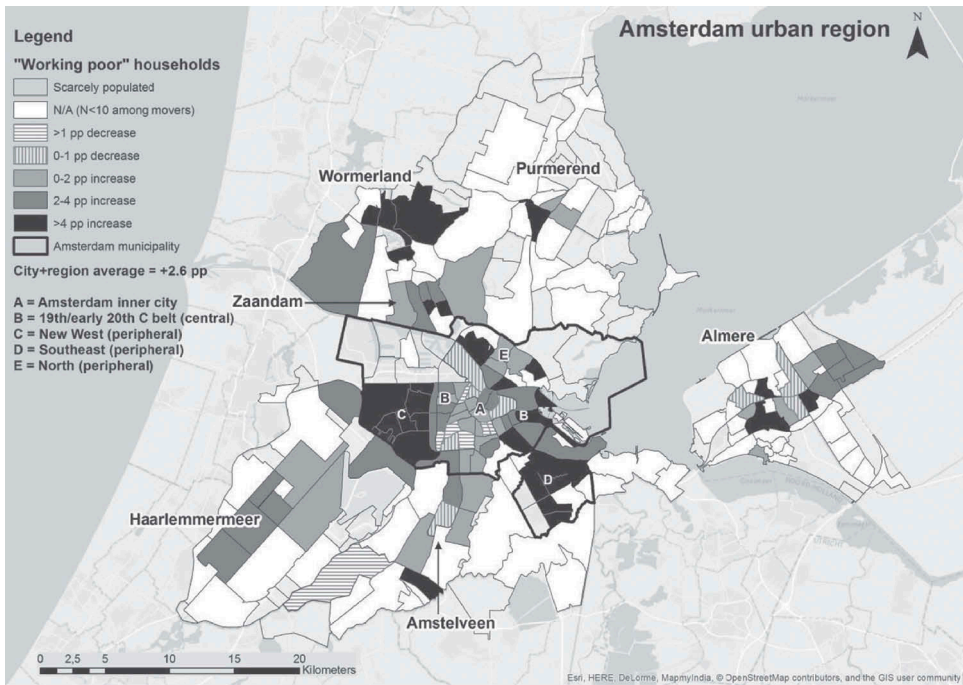 Amsterdam urban region
N
Legend
"Working poor" households
Scarcely populated
N/A (N<10 among movers)
>1 pp decrease
0-1 pp decrease
0-2 pp increase
2-4 pp increase
>4 pp increase
Amsterdam municipality
City+region average = +2.6 pp
A = Amsterdam inner city
B = 19th/early 20th C belt (central)
C = New West (peripheral)
D = Southeast (peripheral)
E = North (peripheral)
Wormerland
Purmerend
Zaandam
Almere
E
B
A
C
B
D
Haarlemmermeer
Amstelveen
0 2,5 5 10 15 20
Kilometers
Esri, HERE, DeLorme, MapmyIndia, © OpenStreetMap contributors, and the GIS user community